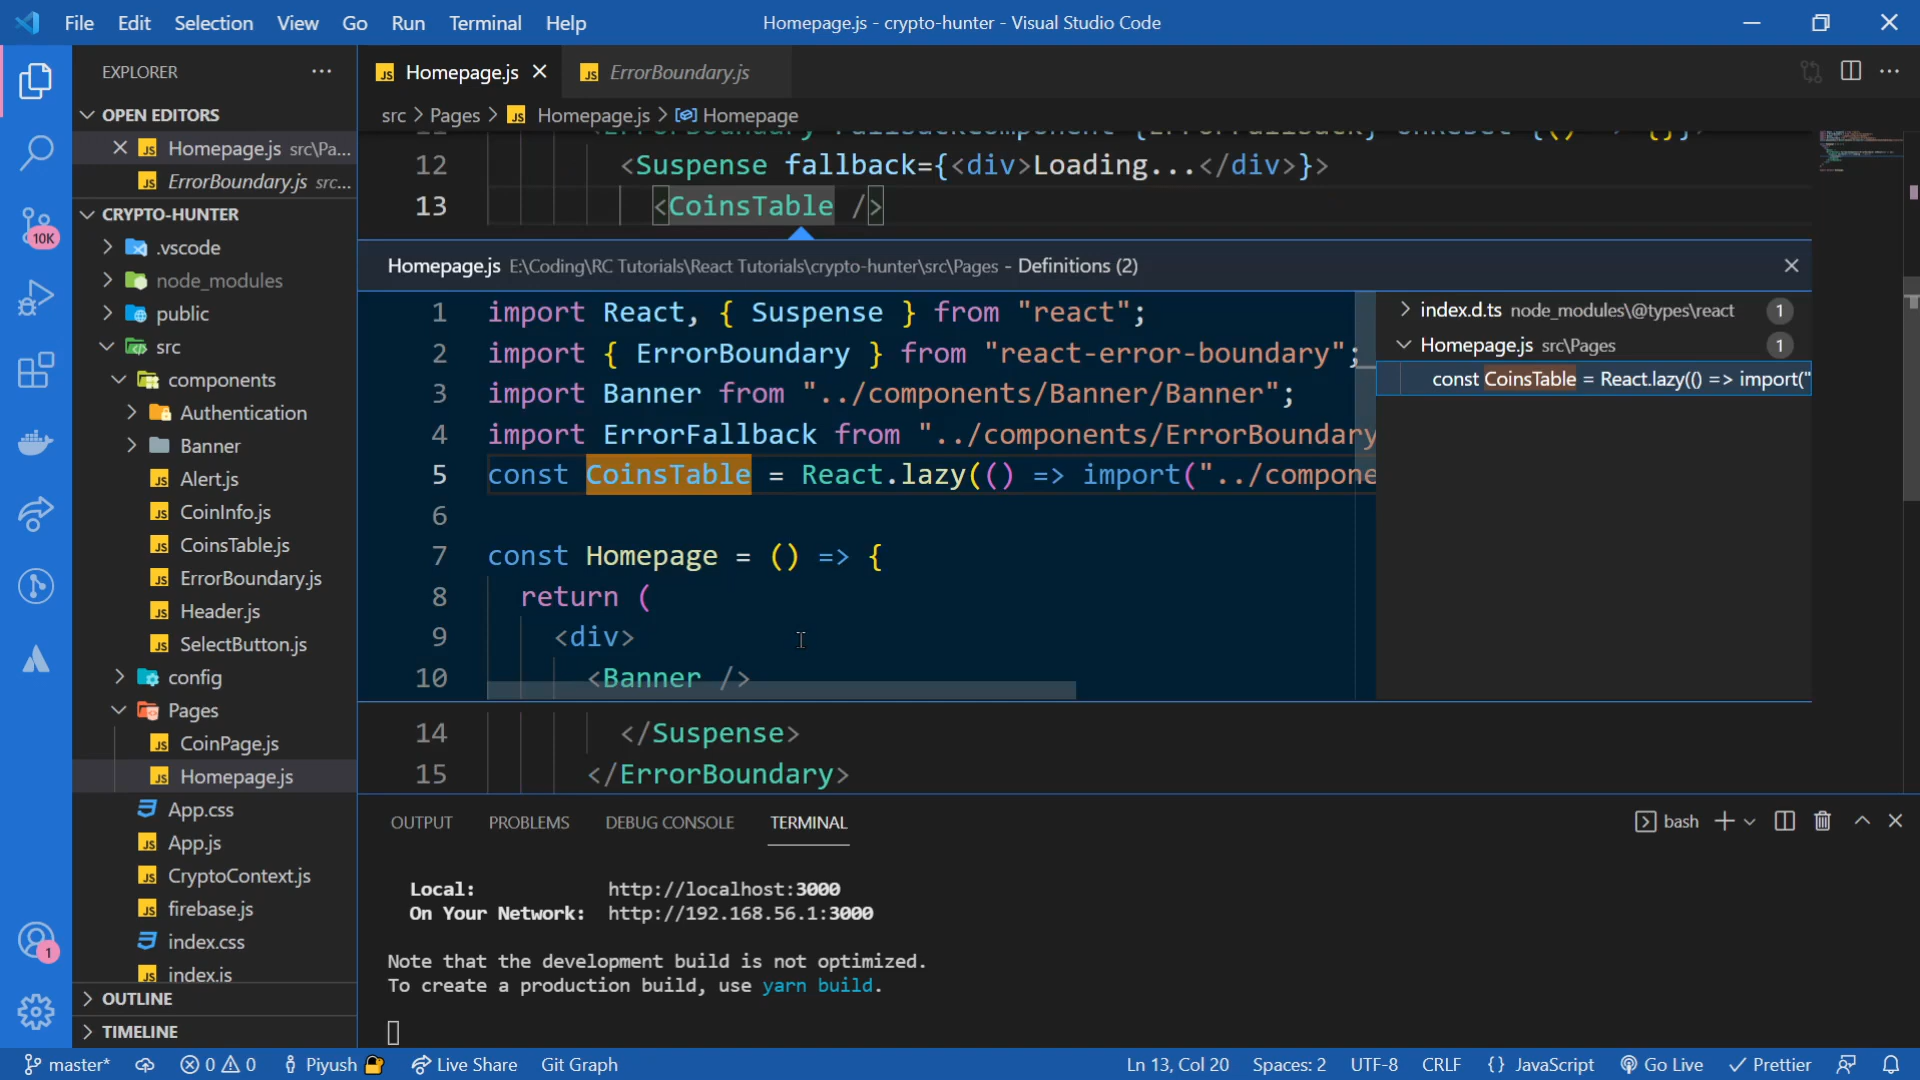 File Edit Selection View Go Run Terminal Help
Homepage.js - crypto-hunter - Visual Studio Code
EXPLORER
OPEN EDITORS
Homepage.js src\Pa...
ErrorBoundary.js src...
CRYPTO-HUNTER
.vscode
node_modules
public
src
components
Authentication
Banner
Alert.js
CoinInfo.js
CoinsTable.js
ErrorBoundary.js
Header.js
SelectButton.js
config
Pages
CoinPage.js
Homepage.js
App.css
App.js
CryptoContext.js
firebase.js
index.css
index.js
OUTLINE
TIMELINE
10K
1
Homepage.js
ErrorBoundary.js
src > Pages > Homepage.js > Homepage
12 <Suspense fallback={<div>Loading...</div>}>
13 <CoinsTable />
Homepage.js E:\Coding\RC Tutorials\React Tutorials\crypto-hunter\src\Pages - Definitions (2)
1 import React, { Suspense } from "react";
2 import { ErrorBoundary } from "react-error-boundary";
3 import Banner from "../components/Banner/Banner";
4 import ErrorFallback from "../components/ErrorBoundary
5 const CoinsTable = React.lazy(() => import("../compone
6
7 const Homepage = () => {
8 return (
9 <div>
10 <Banner />
index.d.ts node_modules\@types\react 1
Homepage.js src\Pages 1
const CoinsTable = React.lazy(() => import("
14 </Suspense>
15 </ErrorBoundary>
OUTPUT PROBLEMS DEBUG CONSOLE TERMINAL
bash
Local: http://localhost:3000
On Your Network: http://192.168.56.1:3000
Note that the development build is not optimized.
To create a production build, use yarn build.
master* 0 0 Piyush Live Share Git Graph
Ln 13, Col 20 Spaces: 2 UTF-8 CRLF {} JavaScript Go Live Prettier